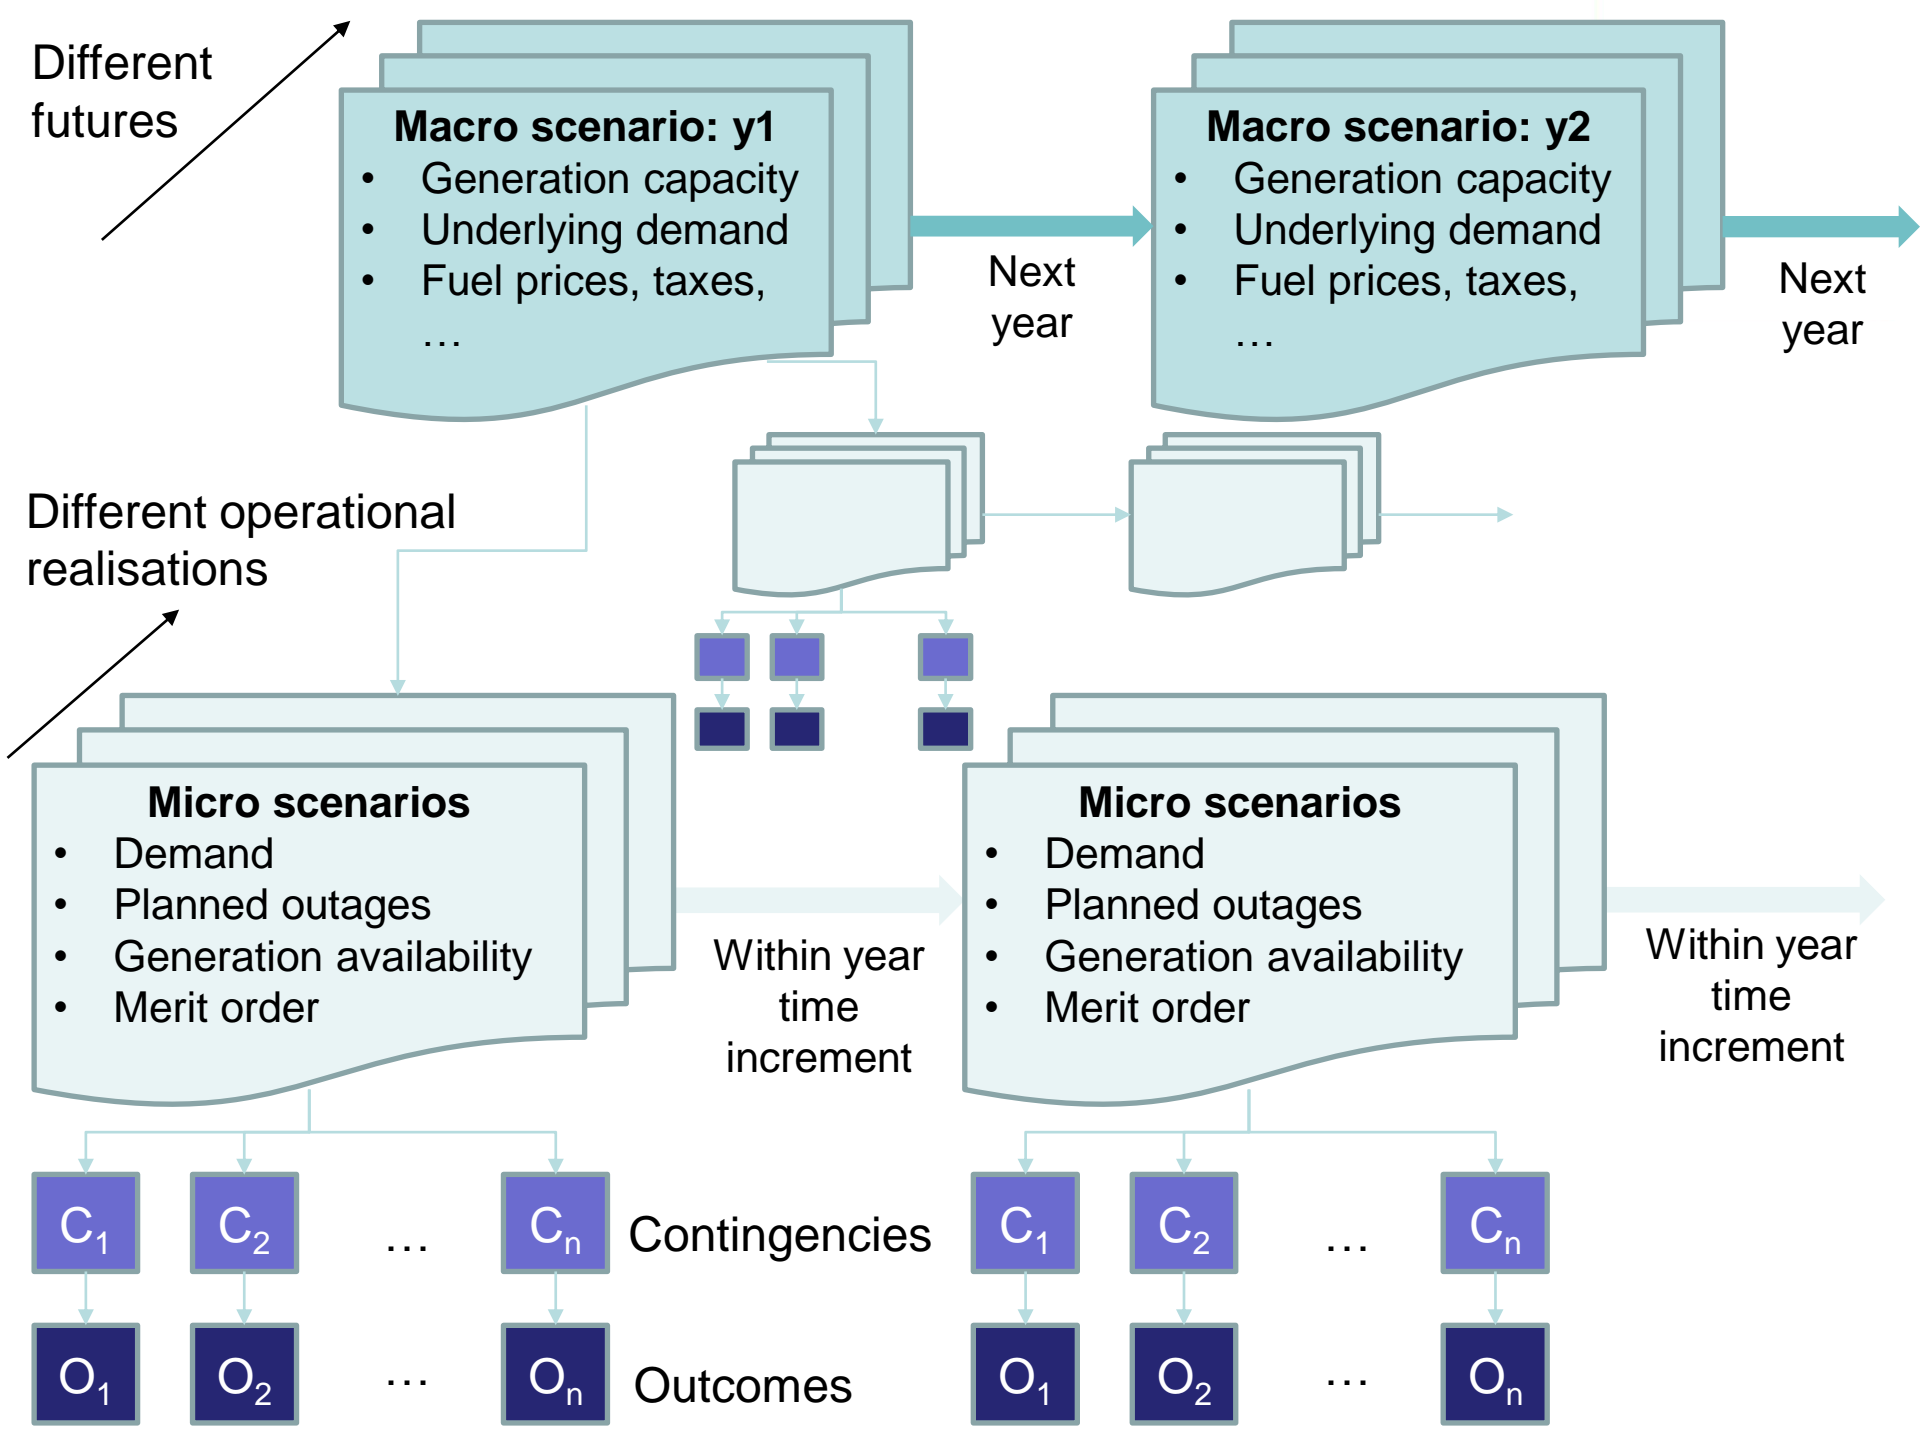 Different
futures
Macro scenario: y1
• Generation capacity
• Underlying demand
• Fuel prices, taxes,
…
Next
year
Macro scenario: y2
• Generation capacity
• Underlying demand
• Fuel prices, taxes,
…
Next
year
Different operational
realisations
Micro scenarios
• Demand
• Planned outages
• Generation availability
• Merit order
Within year
time
increment
Micro scenarios
• Demand
• Planned outages
• Generation availability
• Merit order
Within year
time
increment
C1 C2 … Cn Contingencies C1 C2 … Cn
O1 O2 … On Outcomes O1 O2 … On